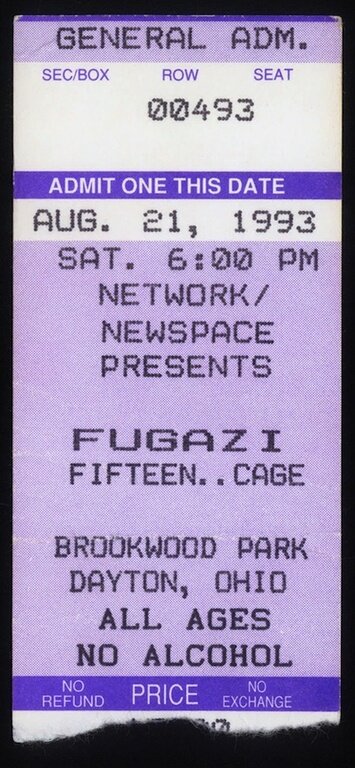 GENERAL ADM.
SEC/BOX ROW SEAT
00493
ADMIT ONE THIS DATE
AUG. 21, 1993
SAT. 6:00 PM
NETWORK/
NEWSPACE
PRESENTS
FUGAZI
FIFTEEN..CAGE
BROOKWOOD PARK
DAYTON, OHIO
ALL AGES
NO ALCOHOL
NO REFUND PRICE NO EXCHANGE